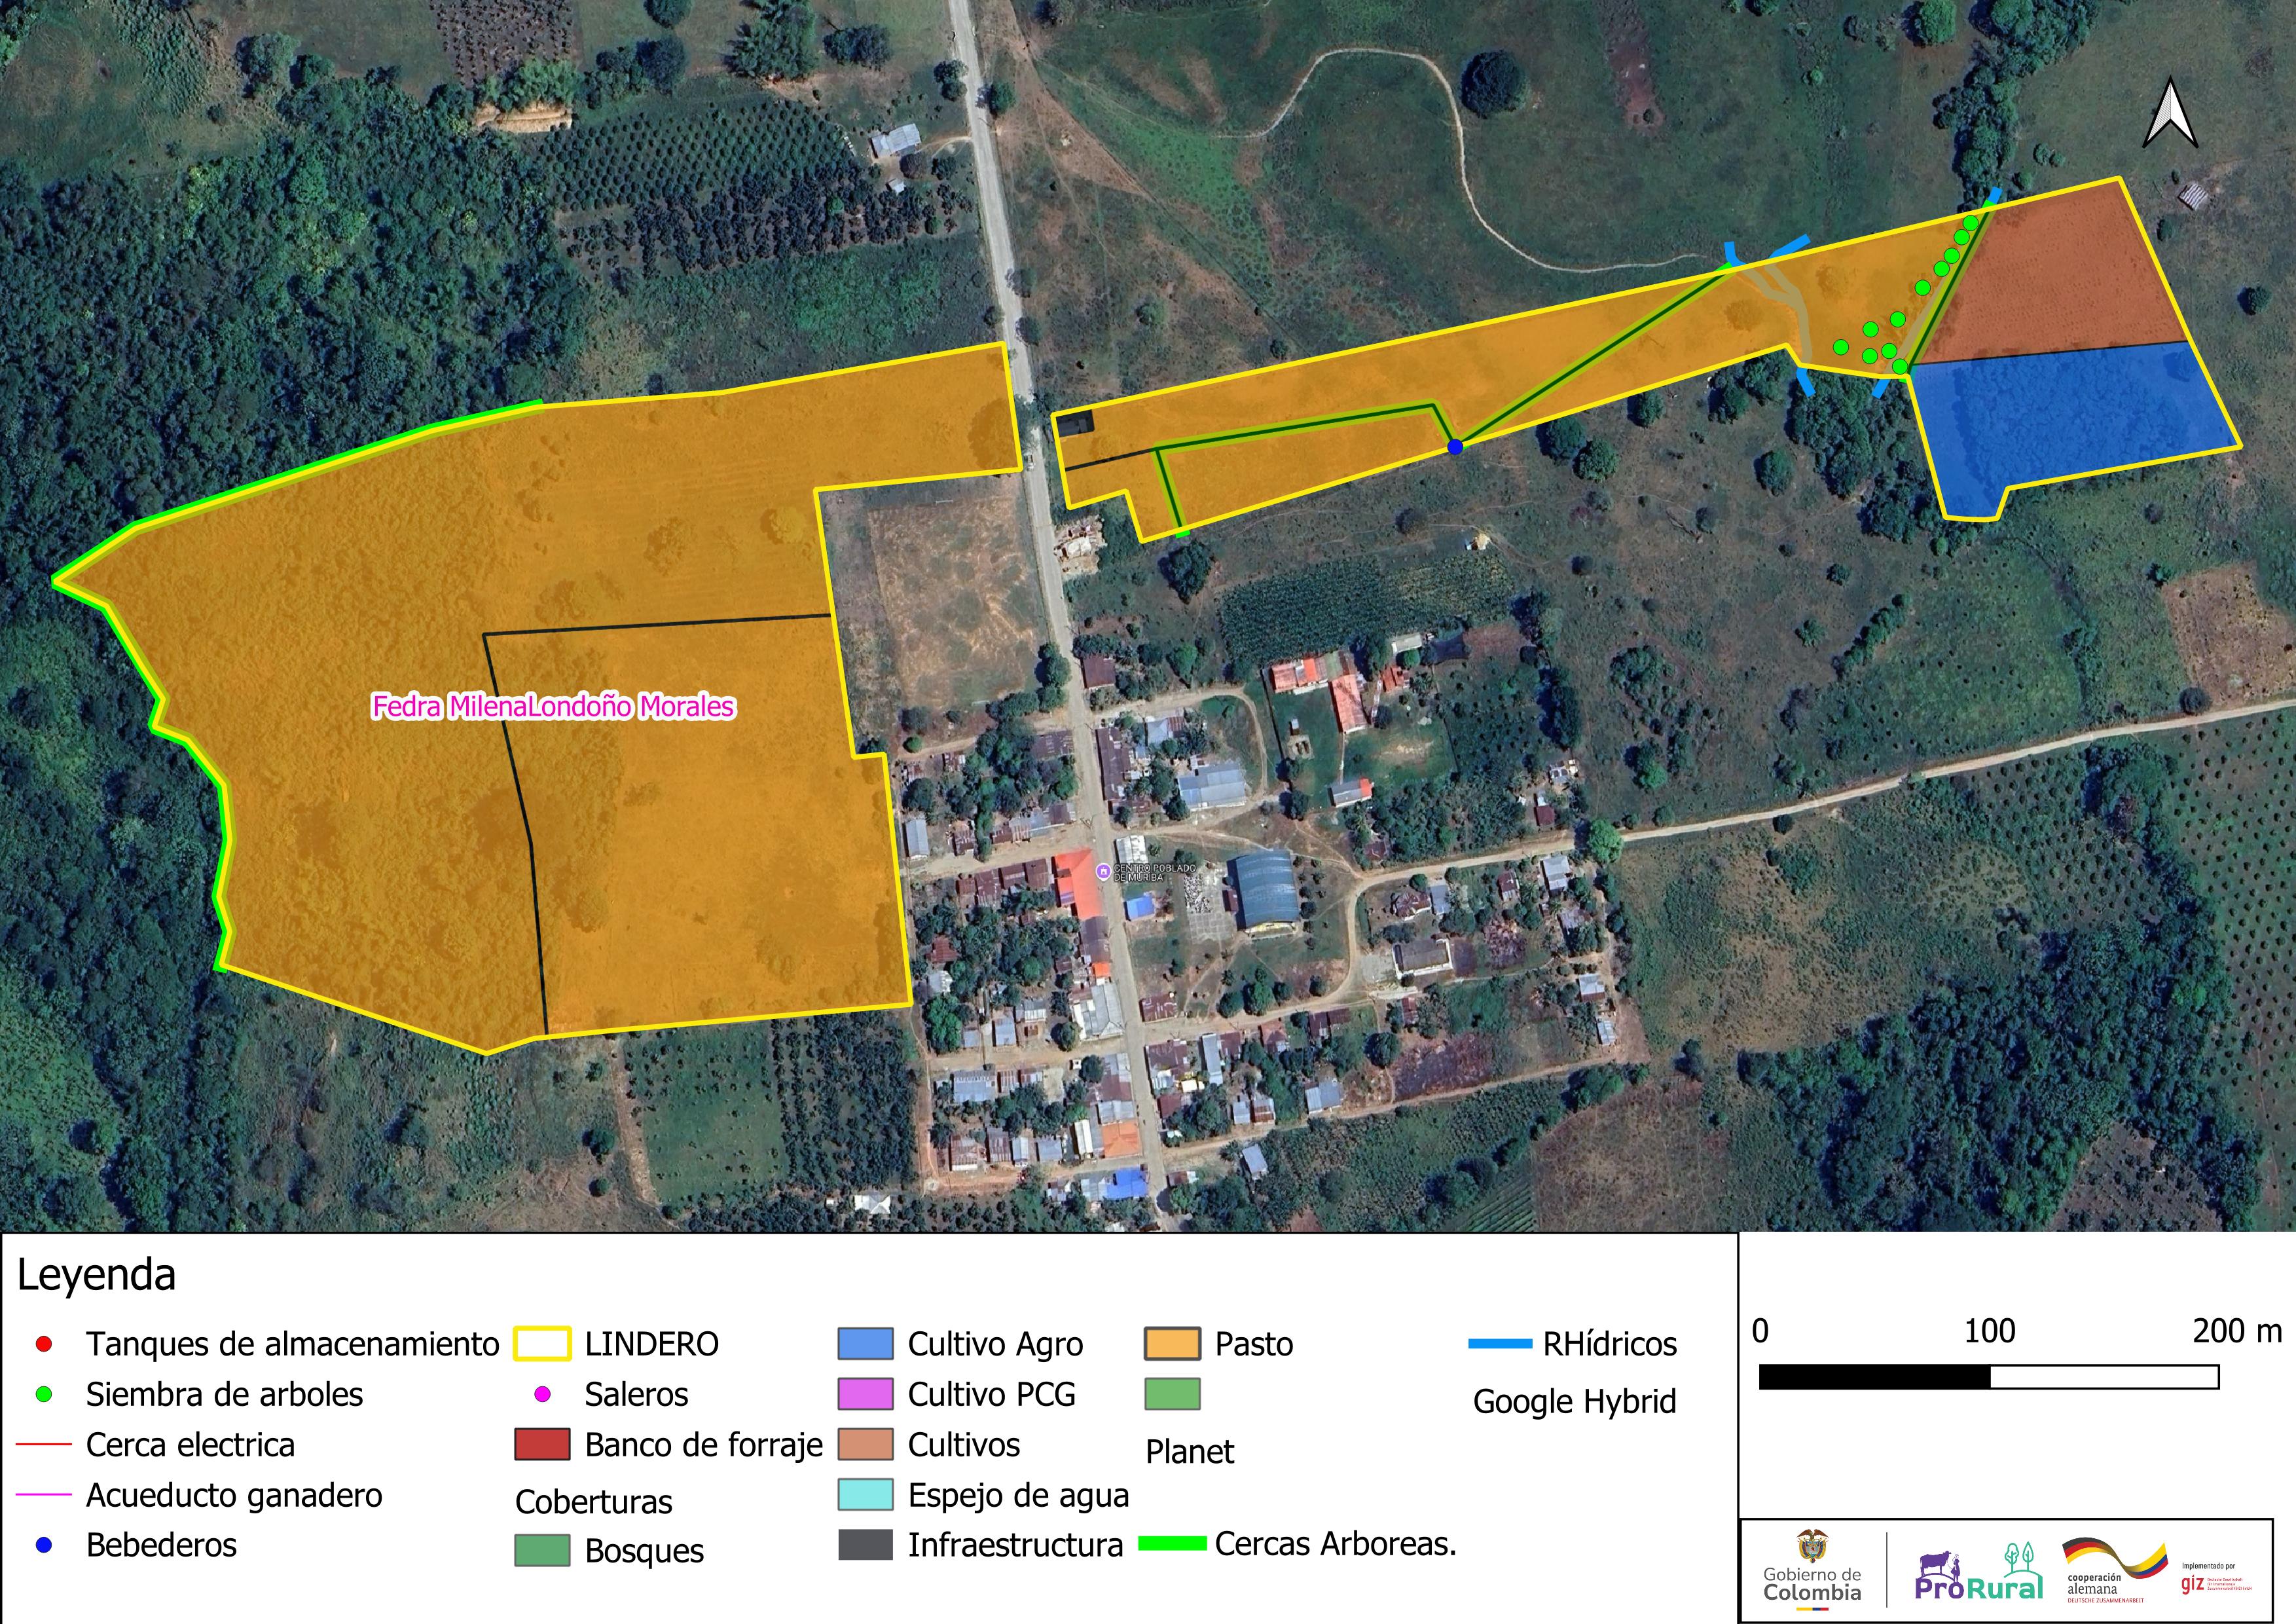 Fedra MilenaLondoño Morales
CENTRO POBLADO
DE MURIBA
Leyenda
Tanques de almacenamiento
Siembra de arboles
Cerca electrica
Acueducto ganadero
Bebederos
LINDERO
Saleros
Banco de forraje
Coberturas
Bosques
Cultivo Agro
Cultivo PCG
Cultivos
Espejo de agua
Infraestructura
Pasto
Planet
Cercas Arboreas.
RHídricos
Google Hybrid
0 100 200 m
Gobierno de
Colombia
ProRural
cooperación
alemana
DEUTSCHE ZUSAMMENARBEIT
Implementado por
giz